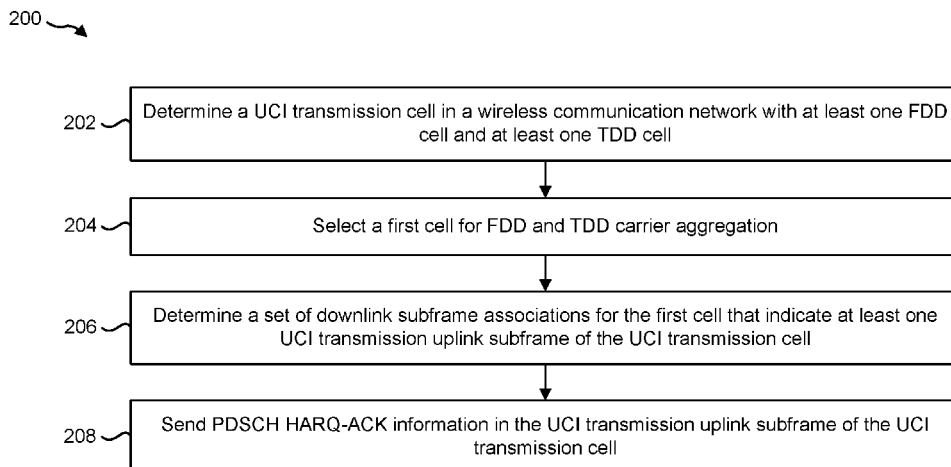 200
202
Determine a UCI transmission cell in a wireless communication network with at least one FDD
cell and at least one TDD cell
204
Select a first cell for FDD and TDD carrier aggregation
206
Determine a set of downlink subframe associations for the first cell that indicate at least one
UCI transmission uplink subframe of the UCI transmission cell
208
Send PDSCH HARQ-ACK information in the UCI transmission uplink subframe of the UCI
transmission cell